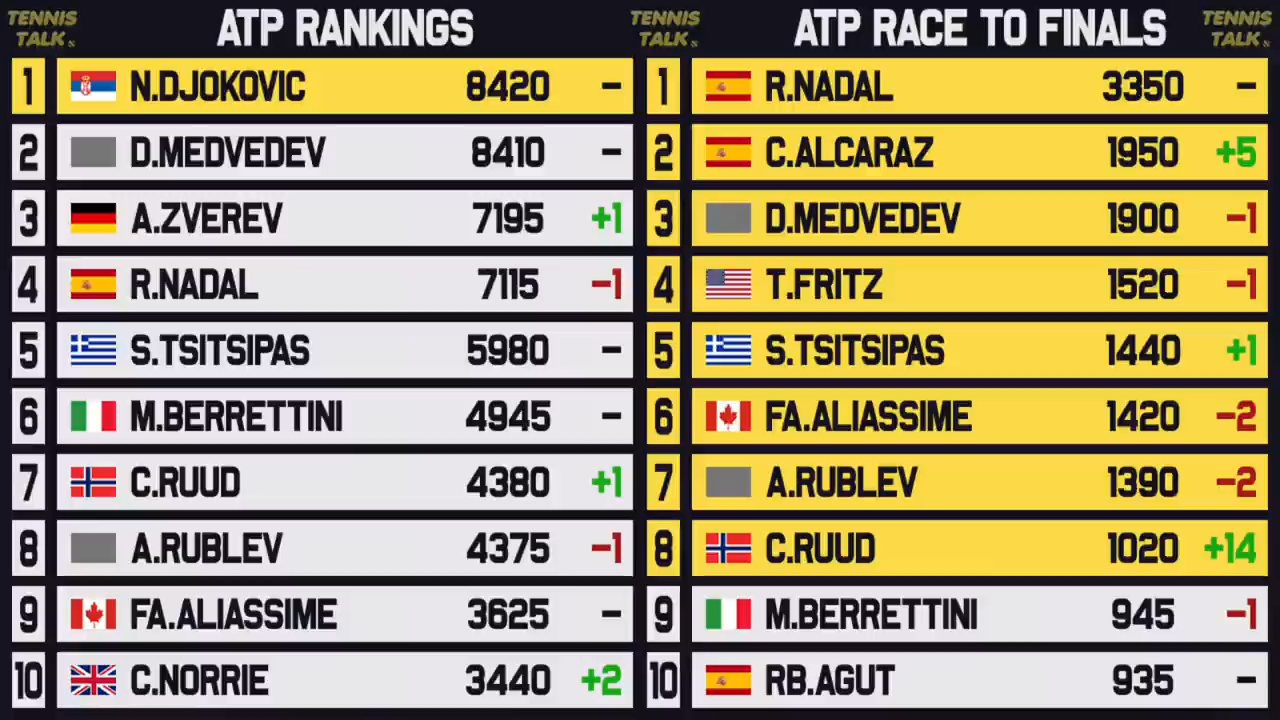 TENNIS TALK ATP RANKINGS TENNIS TALK ATP RACE TO FINALS TENNIS TALK
1 N.DJOKOVIC 8420 – 1 R.NADAL 3350 –
2 D.MEDVEDEV 8410 – 2 C.ALCARAZ 1950 +5
3 A.ZVEREV 7195 +1 3 D.MEDVEDEV 1900 –1
4 R.NADAL 7115 –1 4 T.FRITZ 1520 –1
5 S.TSITSIPAS 5980 – 5 S.TSITSIPAS 1440 +1
6 M.BERRETTINI 4945 – 6 FA.ALIASSIME 1420 –2
7 C.RUUD 4380 +1 7 A.RUBLEV 1390 –2
8 A.RUBLEV 4375 –1 8 C.RUUD 1020 +14
9 FA.ALIASSIME 3625 – 9 M.BERRETTINI 945 –1
10 C.NORRIE 3440 +2 10 RB.AGUT 935 –